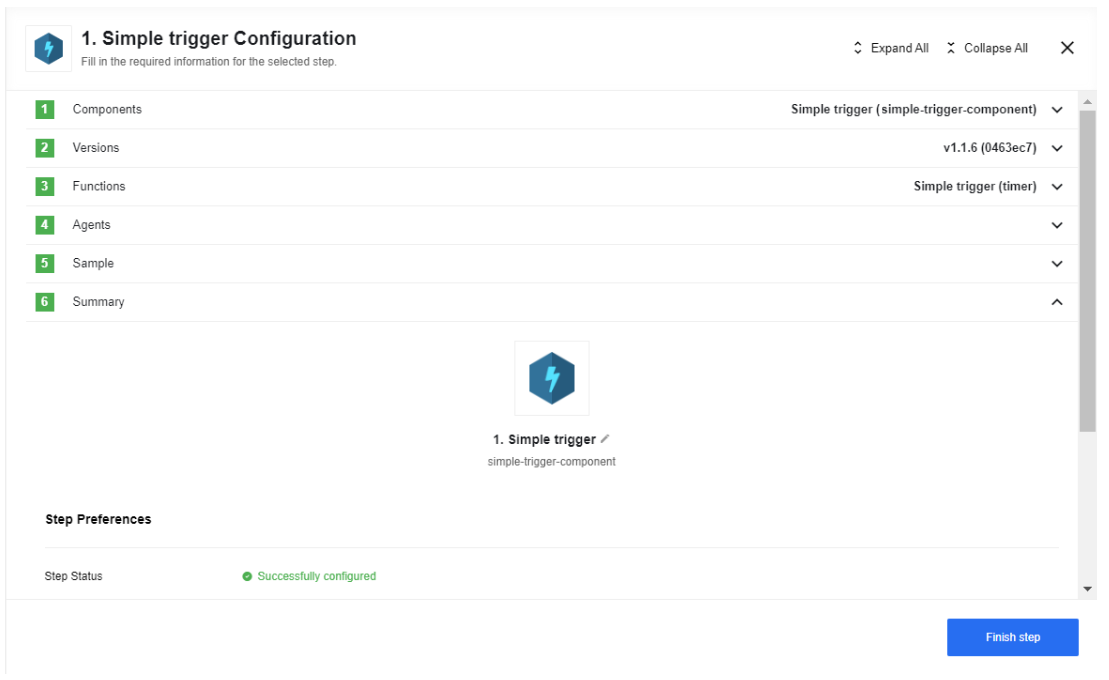 1. Simple trigger Configuration
Fill in the required information for the selected step.
Expand All
Collapse All
1 Components Simple trigger (simple-trigger-component)
2 Versions v1.1.6 (0463ec7)
3 Functions Simple trigger (timer)
4 Agents
5 Sample
6 Summary
1. Simple trigger
simple-trigger-component
Step Preferences
Step Status Successfully configured
Finish step